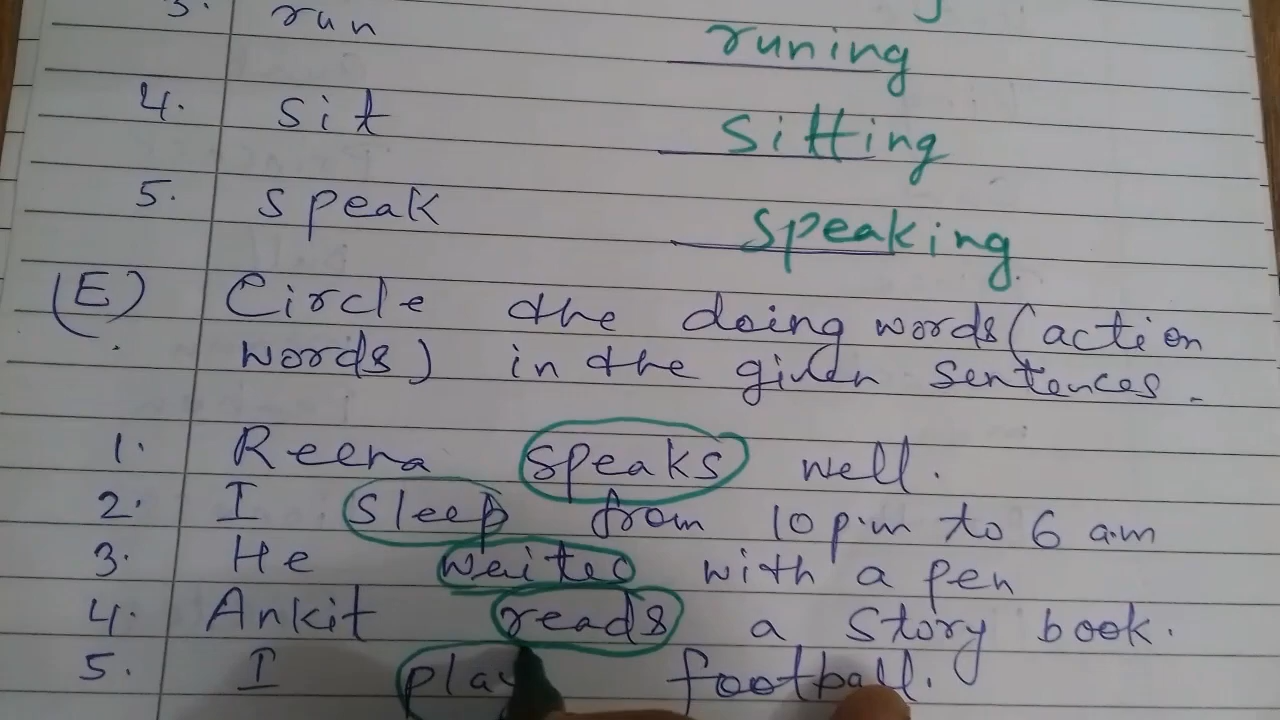 3. run runing
4. sit sitting
5. speak speaking
(E) Circle the doing words (action
words) in the given sentences.
1. Reena speaks well.
2. I sleep from 10 p.m to 6 a.m
3. He with a pen
4. Ankit reads a story book.
5. I play football.